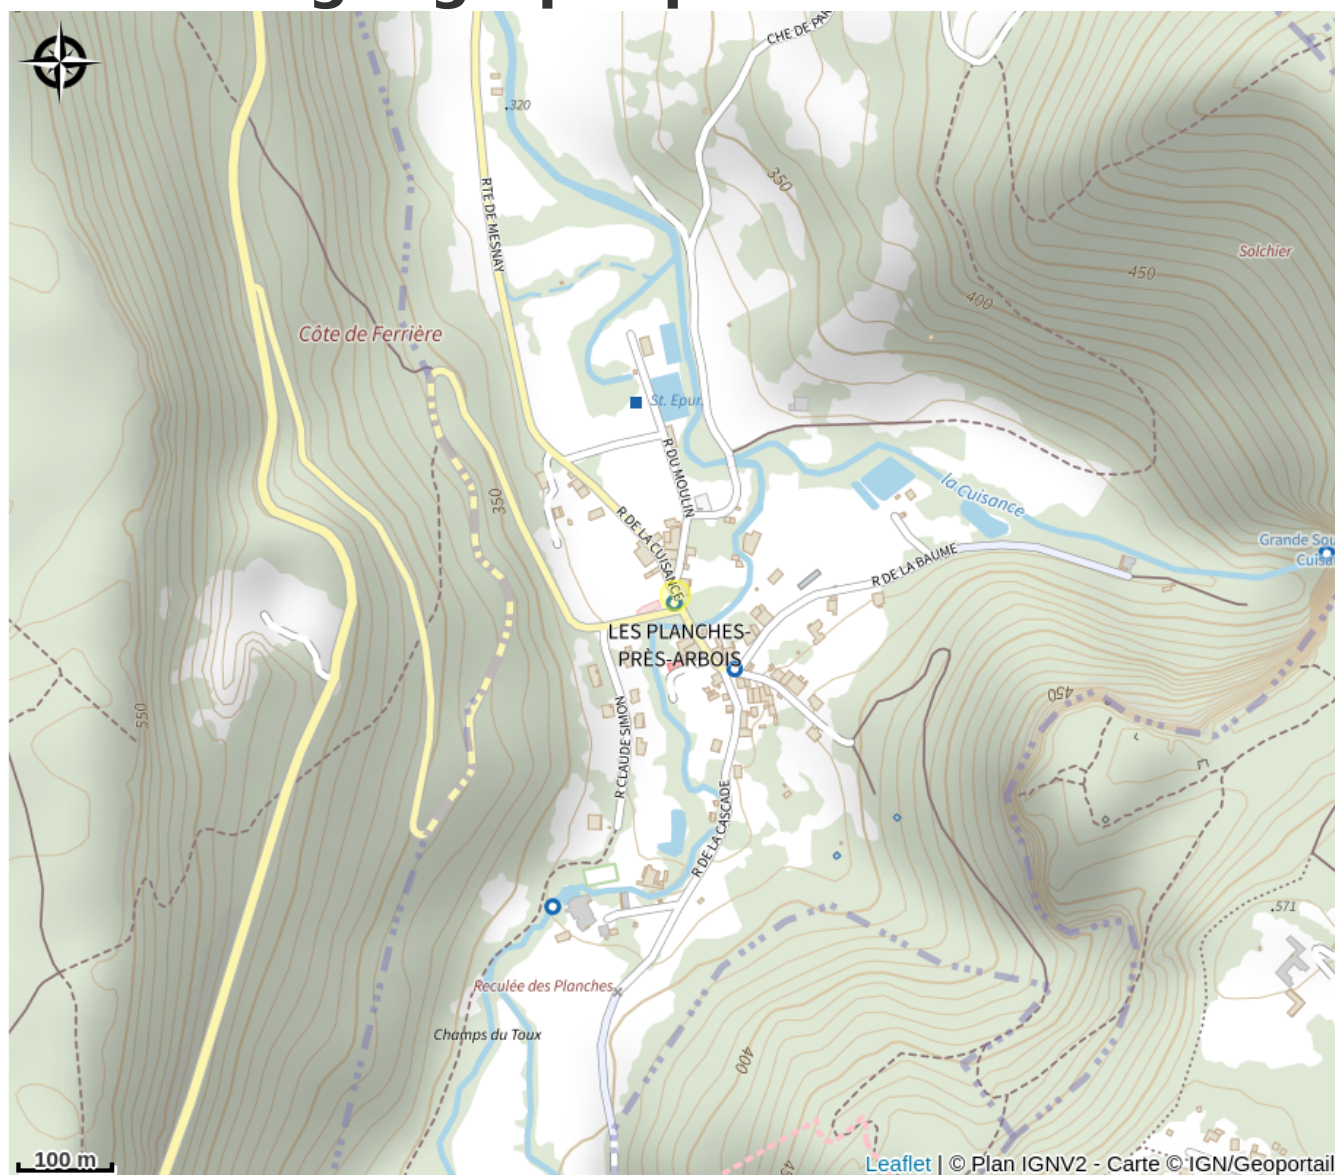 CHE DE PAR
.320
350
RTE DE MESNAY
Solchier
450
400
Côte de Ferrière
St. Epur.
R DU MOULIN
350
la Cuisance
R DE LA CUISANCE
Grande Sou
Cuisa
R DE LA BAUME
LES PLANCHES-
PRÈS-ARBOIS
450
550
R CLAUDE SIMON
R DE LA CASCADE
.571
Reculée des Planches
Champs du Toux
400
100 m
Leaflet | © Plan IGNV2 - Carte © IGN/Geoportail